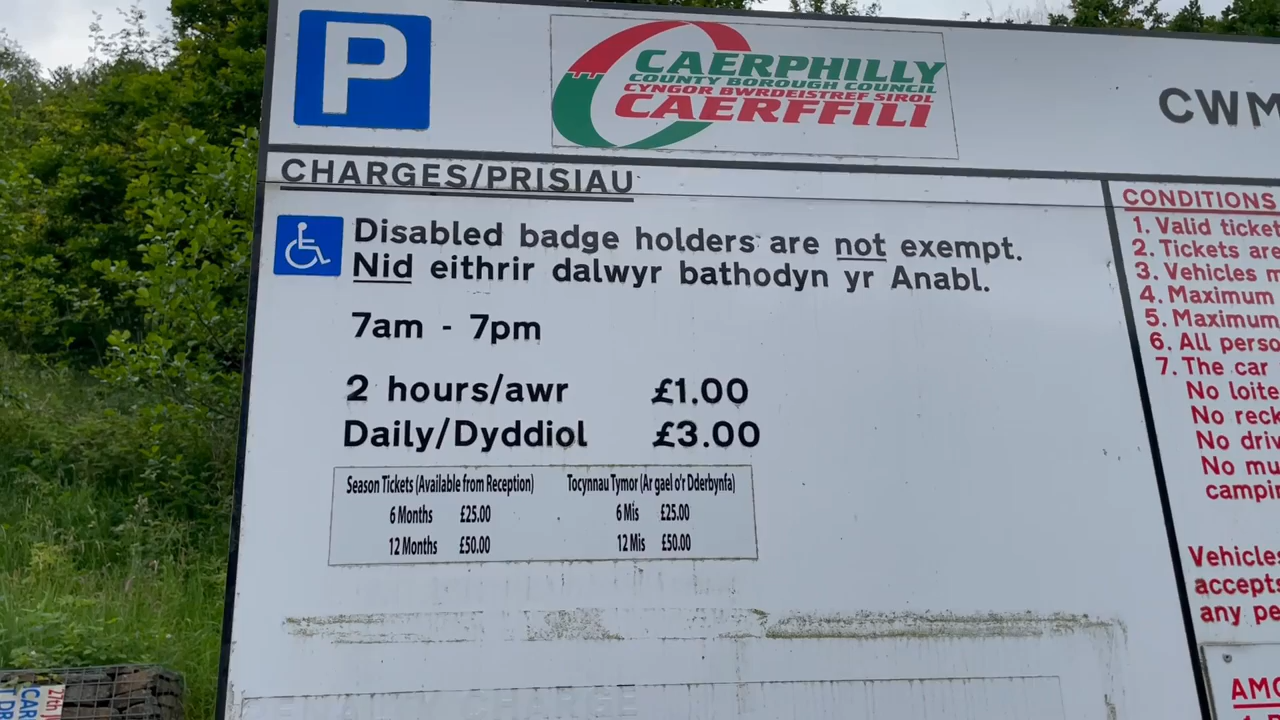 P
CAERPHILLY
COUNTY BOROUGH COUNCIL
CYNGOR BWRDEISTREF SIROL
CAERFFILI
CWM
CHARGES/PRISIAU
Disabled badge holders are not exempt.
Nid eithrir dalwyr bathodyn yr Anabl.
7am - 7pm
2 hours/awr £1.00
Daily/Dyddiol £3.00
Season Tickets (Available from Reception)
6 Months £25.00
12 Months £50.00
Tocynnau Tymor (Ar gael o'r Dderbynfa)
6 Mis £25.00
12 Mis £50.00
CONDITIONS
1. Valid ticket
2. Tickets are
3. Vehicles m
4. Maximum
5. Maximum
6. All perso
7. The car
No loite
No reck
No driv
No mu
campin
Vehicles
accepts
any pe
AMO
CAR